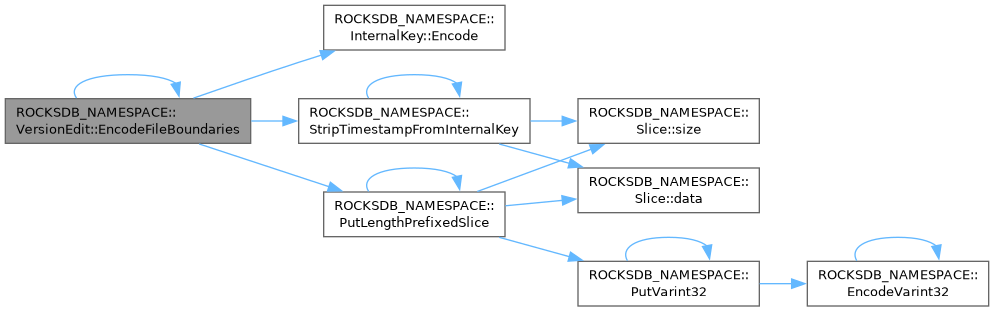 ROCKSDB_NAMESPACE::
VersionEdit::EncodeFileBoundaries
ROCKSDB_NAMESPACE::
InternalKey::Encode
ROCKSDB_NAMESPACE::
StripTimestampFromInternalKey
ROCKSDB_NAMESPACE::
PutLengthPrefixedSlice
ROCKSDB_NAMESPACE::
Slice::size
ROCKSDB_NAMESPACE::
Slice::data
ROCKSDB_NAMESPACE::
PutVarint32
ROCKSDB_NAMESPACE::
EncodeVarint32